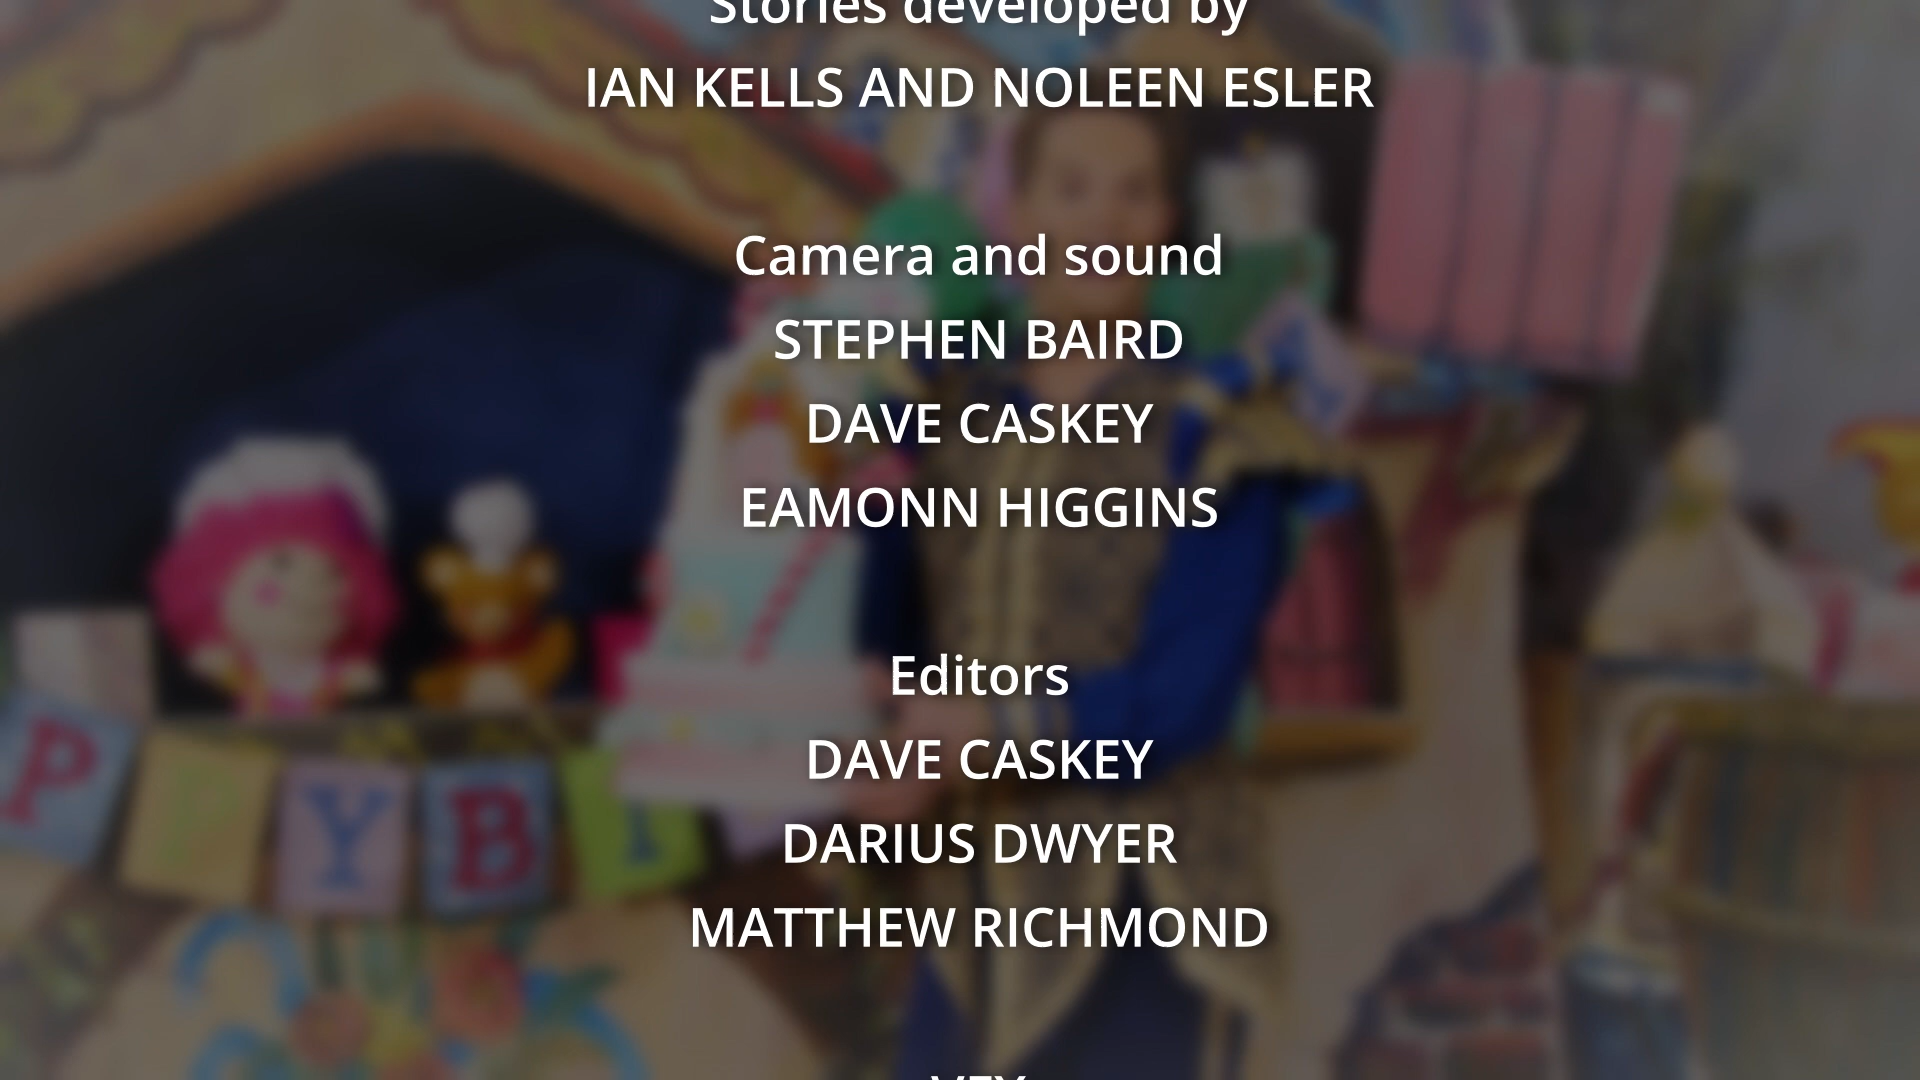 Stories developed by
IAN KELLS AND NOLEEN ESLER
Camera and sound
STEPHEN BAIRD
DAVE CASKEY
EAMONN HIGGINS
Editors
DAVE CASKEY
DARIUS DWYER
MATTHEW RICHMOND
VFX
P P Y B I